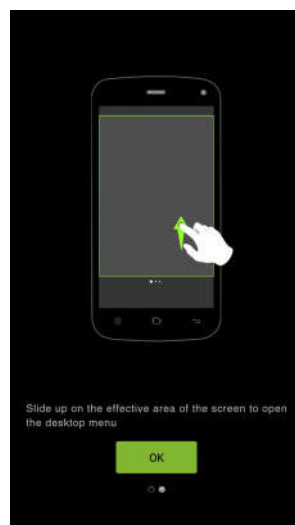 Slide up on the effective area of the screen to open
the desktop menu
OK